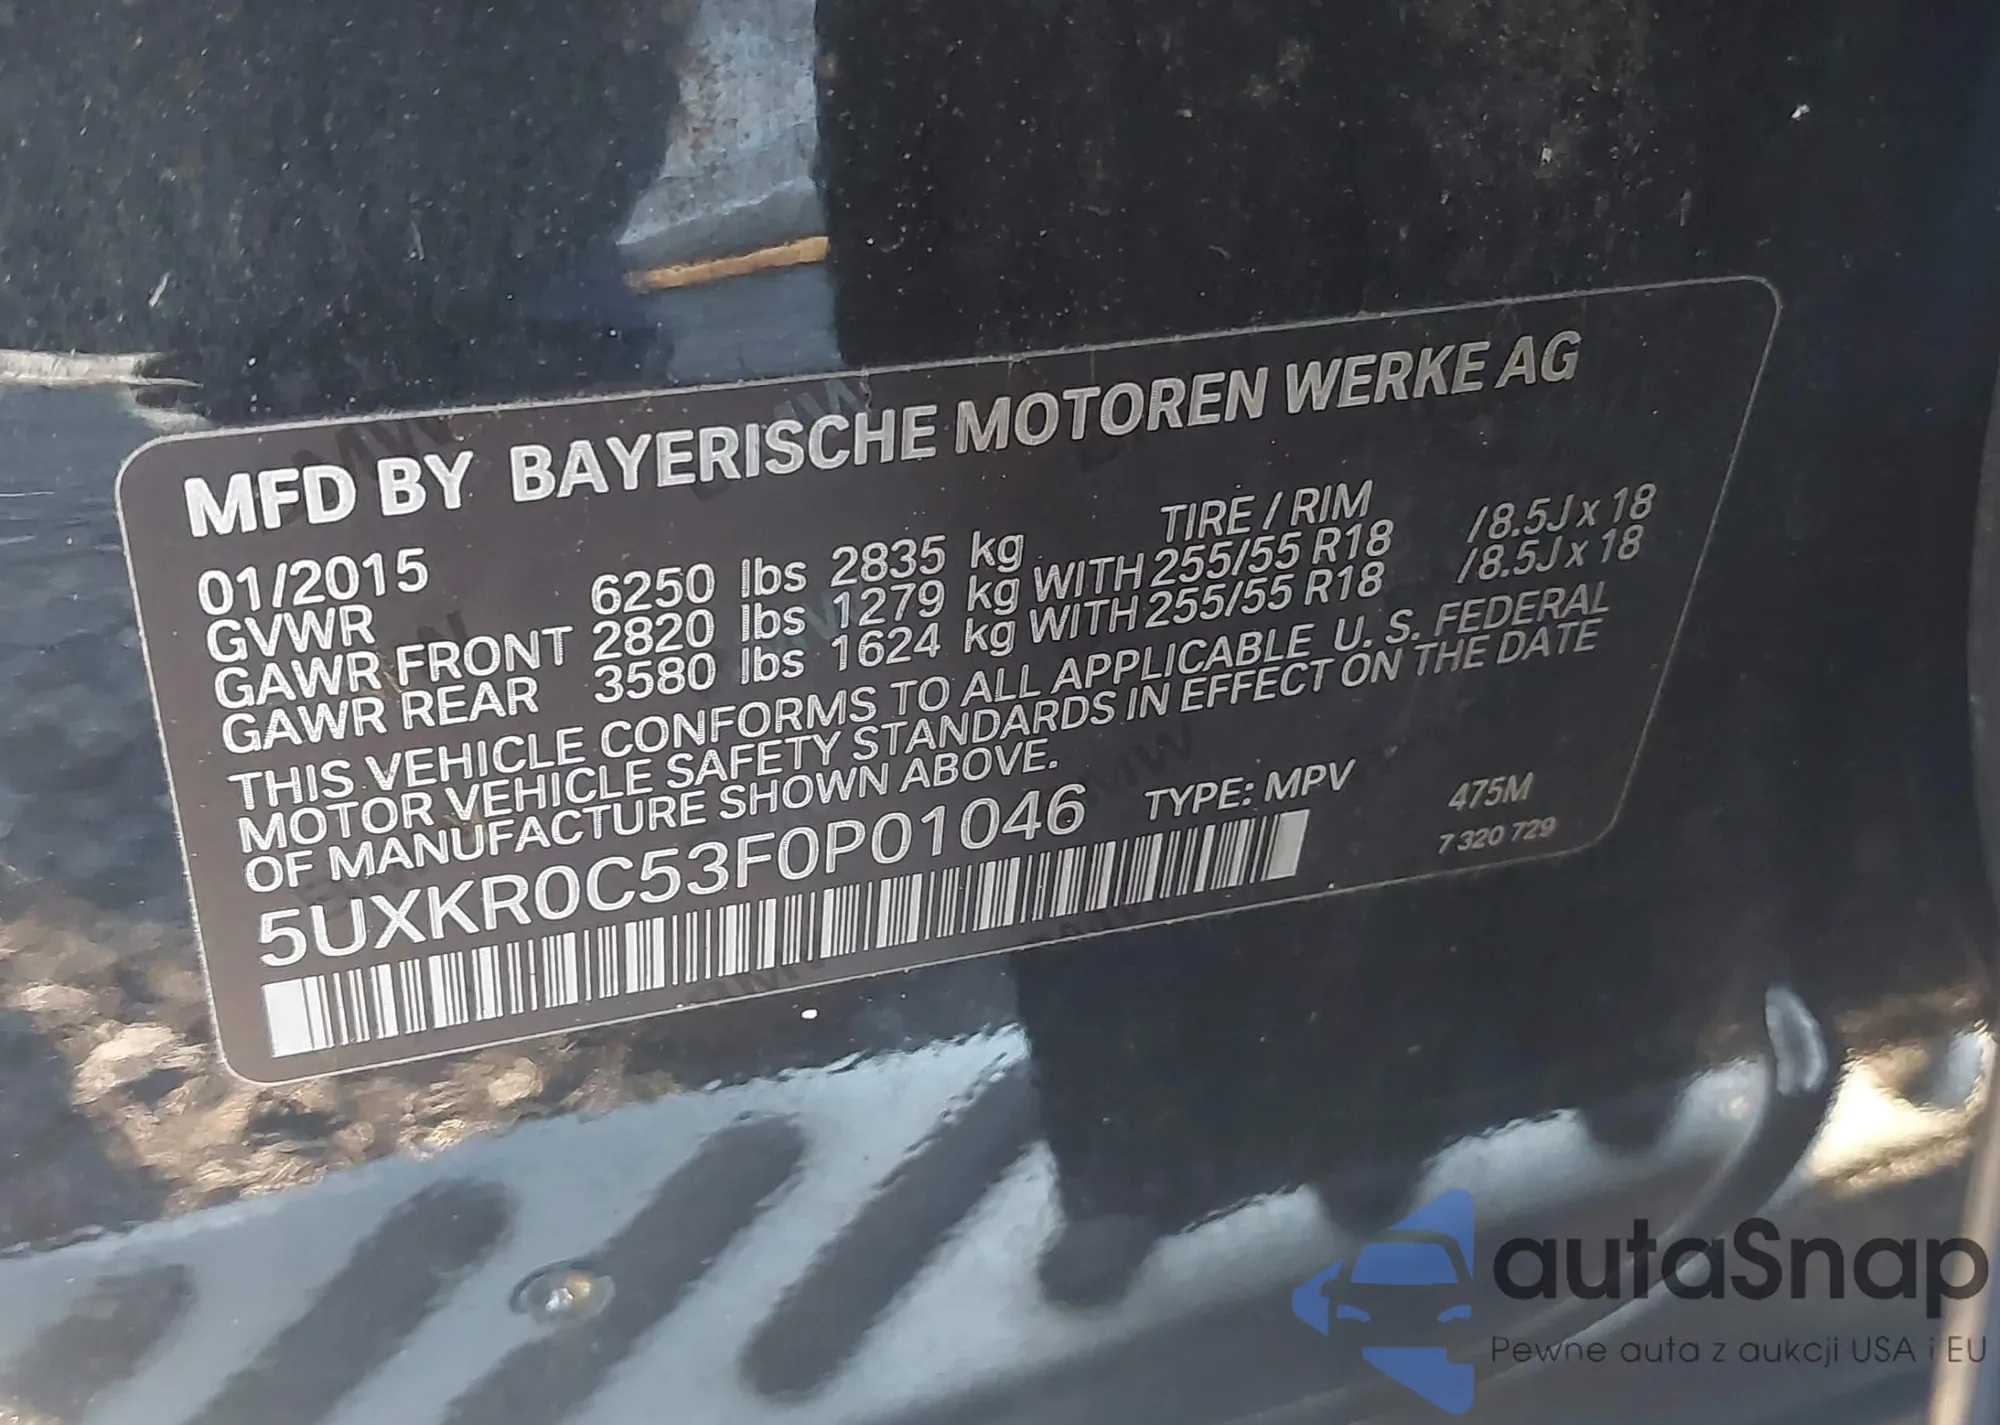 MFD BY BAYERISCHE MOTOREN WERKE AG
01/2015 TIRE / RIM
GVWR 6250 lbs 2835 kg
GAWR FRONT 2820 lbs 1279 kg WITH 255/55 R18 /8.5J x 18
GAWR REAR 3580 lbs 1624 kg WITH 255/55 R18 /8.5J x 18
THIS VEHICLE CONFORMS TO ALL APPLICABLE U. S. FEDERAL
MOTOR VEHICLE SAFETY STANDARDS IN EFFECT ON THE DATE
OF MANUFACTURE SHOWN ABOVE.
5UXKR0C53F0P01046 TYPE: MPV 475M
7 320 729
autaSnap
Pewne auta z aukcji USA i EU